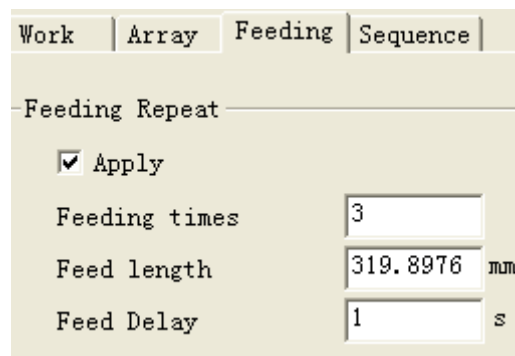 Work Array Feeding Sequence
Feeding Repeat
Apply
Feeding times 3
Feed length 319.8976 mm
Feed Delay 1 s